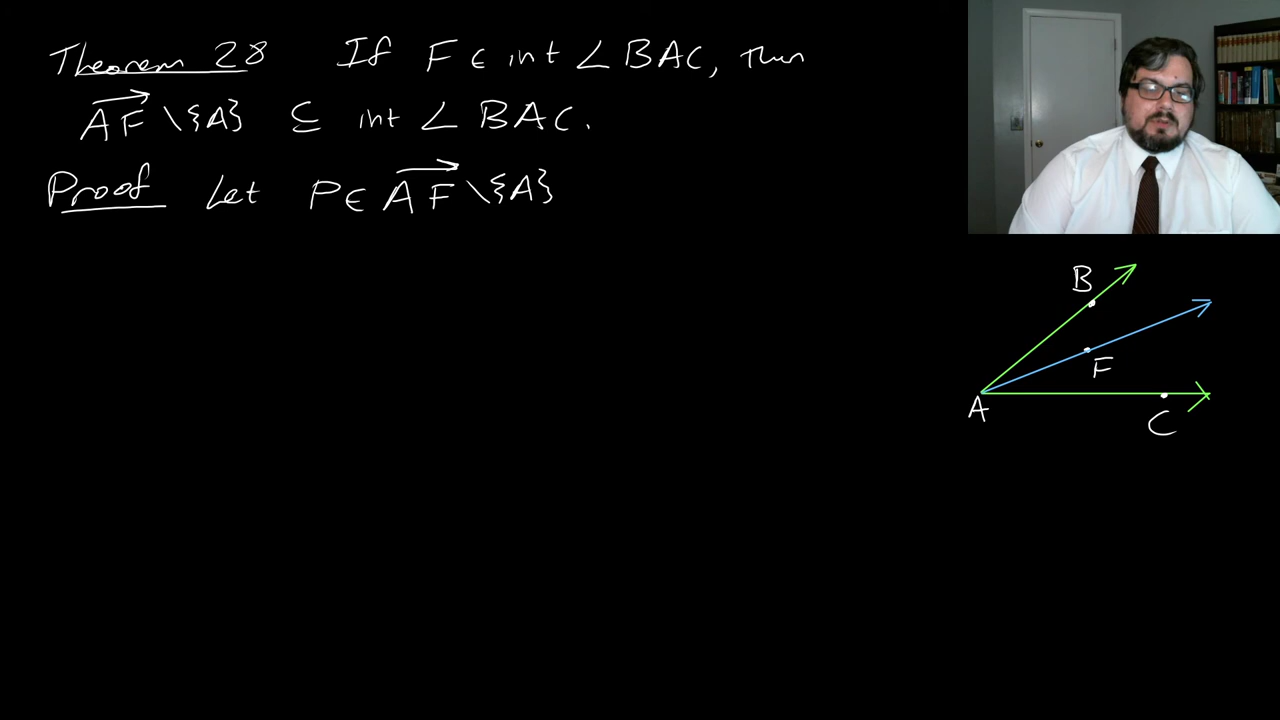 Theorem 28 If F ∈ int ∠BAC, then
→AF \{A} ⊆ int ∠BAC.
Proof Let P ∈ →AF \{A}
B
F
A
C